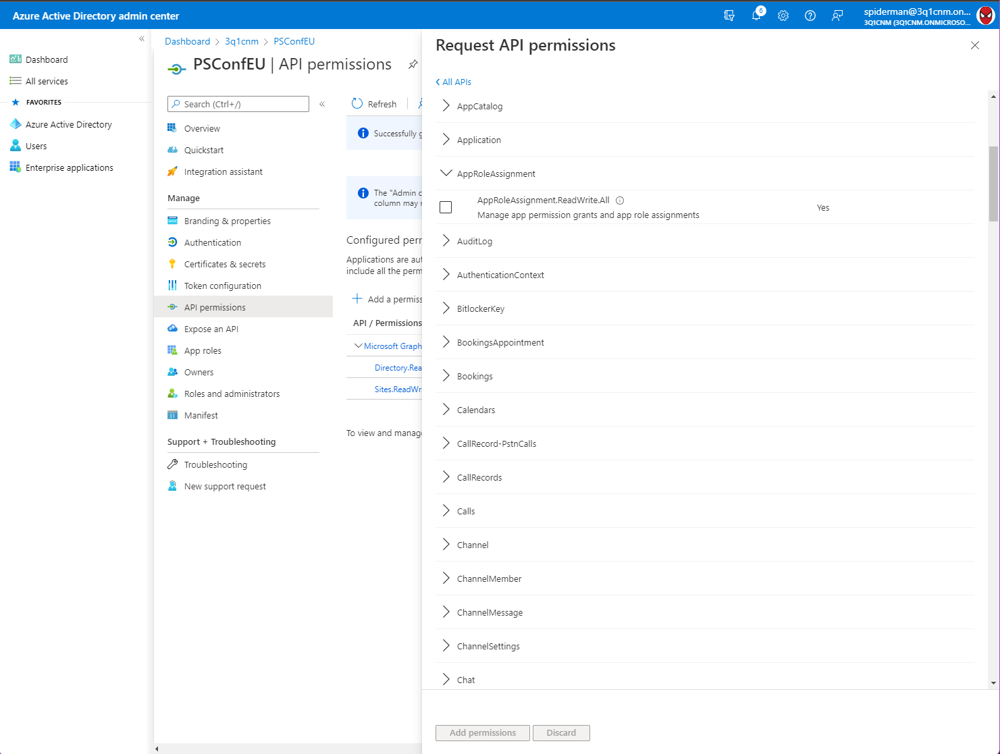 Azure Active Directory admin center
6
spiderman@3q1cnm.on...
3Q1CNM (3Q1CNM.ONMICROSO...
Dashboard
All services
FAVORITES
Azure Active Directory
Users
Enterprise applications
Dashboard > 3q1cnm > PSConfEU
PSConfEU | API permissions
Search (Ctrl+/)
Overview
Quickstart
Integration assistant
Manage
Branding & properties
Authentication
Certificates & secrets
Token configuration
API permissions
Expose an API
App roles
Owners
Roles and administrators
Manifest
Support + Troubleshooting
Troubleshooting
New support request
Refresh
Successfully g
The "Admin c
column may r
Configured perr
Applications are aut
include all the perm
Add a permiss
API / Permissions
Microsoft Graph
Directory.Rea
Sites.ReadWr
To view and manage
Request API permissions
All APIs
AppCatalog
Application
AppRoleAssignment
AppRoleAssignment.ReadWrite.All
Manage app permission grants and app role assignments
Yes
AuditLog
AuthenticationContext
BitlockerKey
BookingsAppointment
Bookings
Calendars
CallRecord-PstnCalls
CallRecords
Calls
Channel
ChannelMember
ChannelMessage
ChannelSettings
Chat
Add permissions
Discard